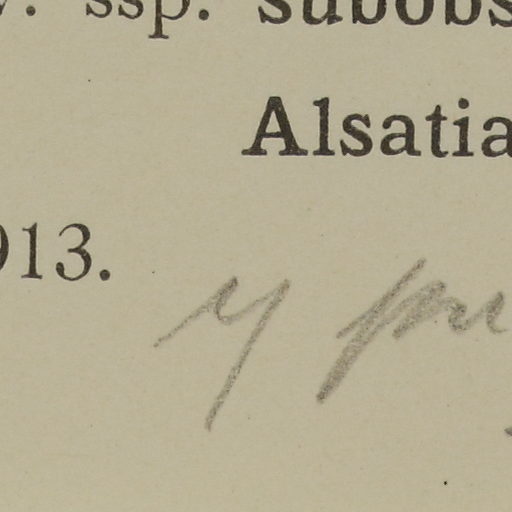 ssp. subobs
Alsatia
913.
y